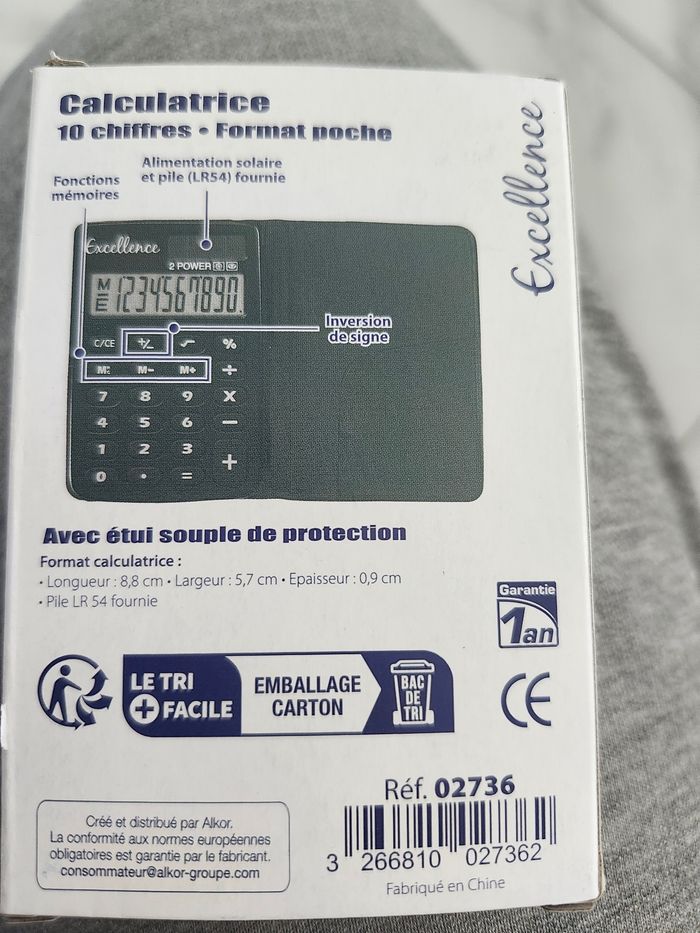 Calculatrice
10 chiffres • Format poche
Excellence
Alimentation solaire
et pile (LR54) fournie
Fonctions
mémoires
Excellence
2 POWER
M
E
1234567890.
Inversion
de signe
C/CE +/− √ %
M− M+ ÷
7 8 9 X
4 5 6 −
1 2 3 +
0 • =
Avec étui souple de protection
Format calculatrice :
• Longueur : 8,8 cm • Largeur : 5,7 cm • Epaisseur : 0,9 cm
• Pile LR 54 fournie
Garantie
1an
LE TRI
+ FACILE
EMBALLAGE
CARTON
BAC
DE
TRI
CE
Réf. 02736
Créé et distribué par Alkor.
La conformité aux normes européennes
obligatoires est garantie par le fabricant.
consommateur@alkor-groupe.com
3 266810 027362
Fabriqué en Chine